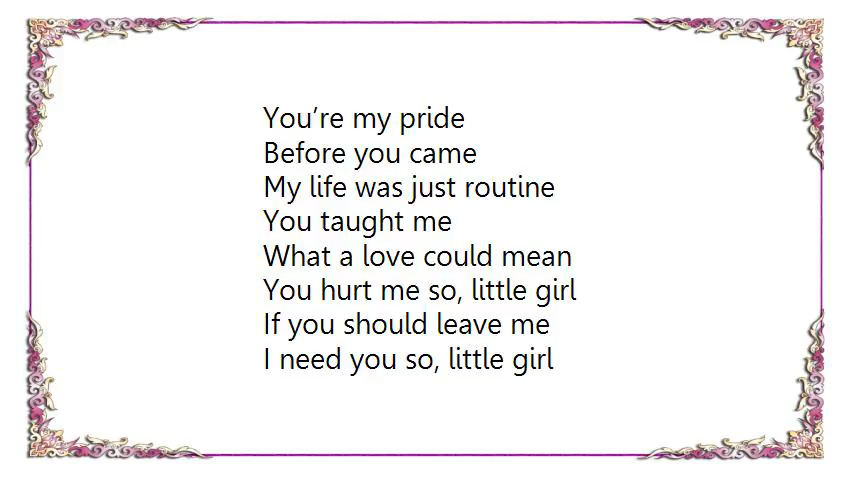 You’re my pride
Before you came
My life was just routine
You taught me
What a love could mean
You hurt me so, little girl
If you should leave me
I need you so, little girl